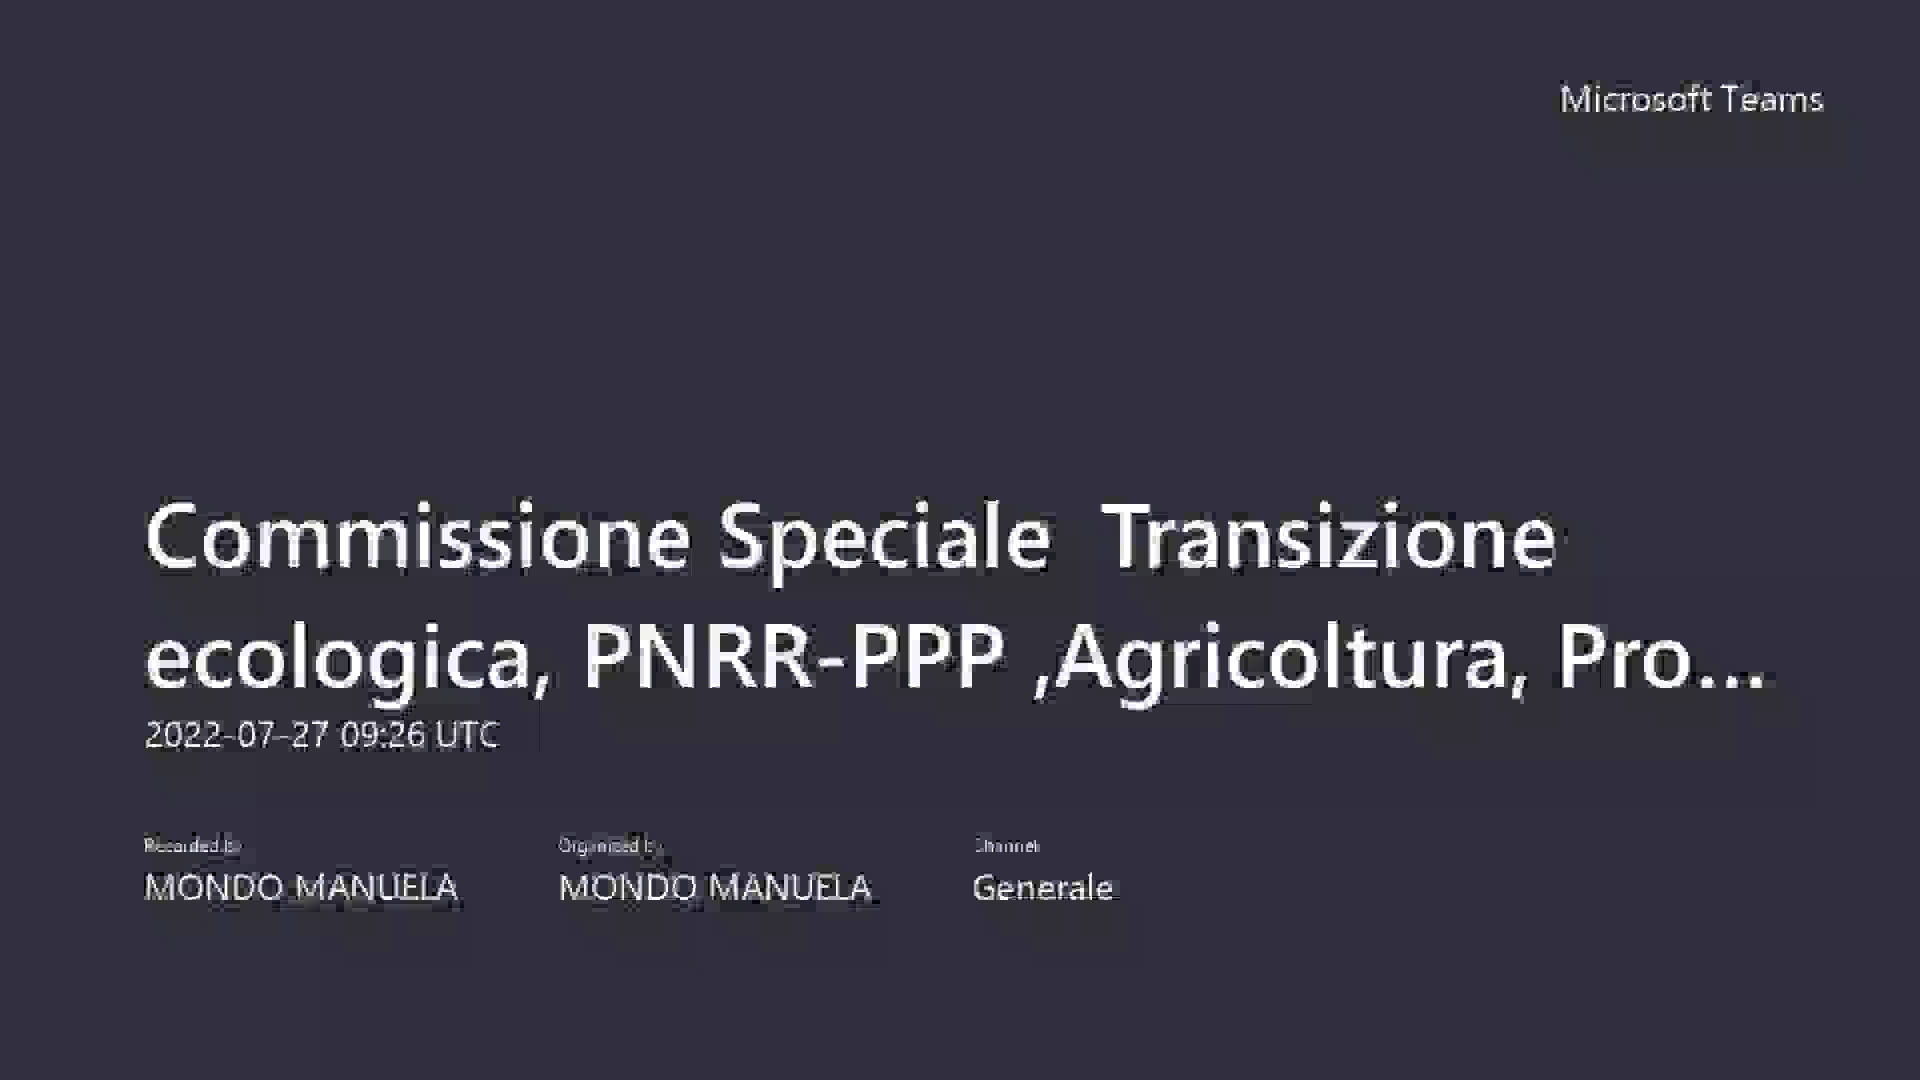 Microsoft Teams
Commissione Speciale  Transizione
ecologica, PNRR-PPP ,Agricoltura, Pro...
2022-07-27 09:26 UTC
Recorded by
Organized by
Channel
MONDO MANUELA
MONDO MANUELA
Generale